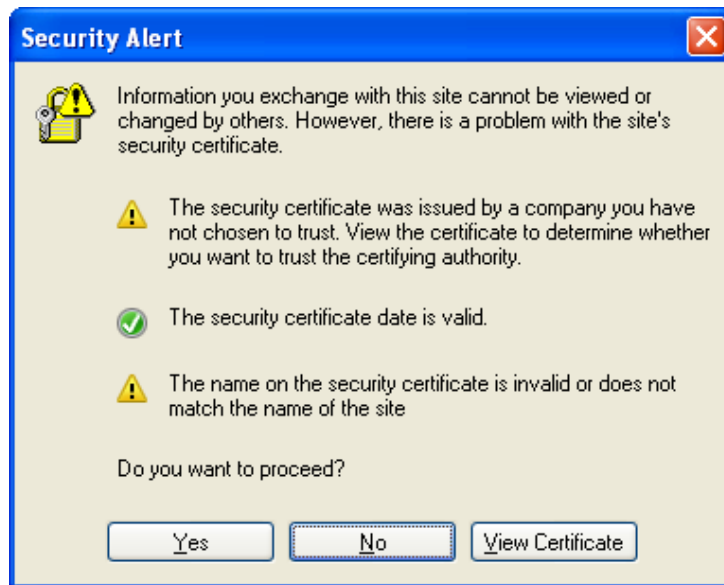 Security Alert
Information you exchange with this site cannot be viewed or
changed by others. However, there is a problem with the site's
security certificate.
The security certificate was issued by a company you have
not chosen to trust. View the certificate to determine whether
you want to trust the certifying authority.
The security certificate date is valid.
The name on the security certificate is invalid or does not
match the name of the site
Do you want to proceed?
Yes No View Certificate